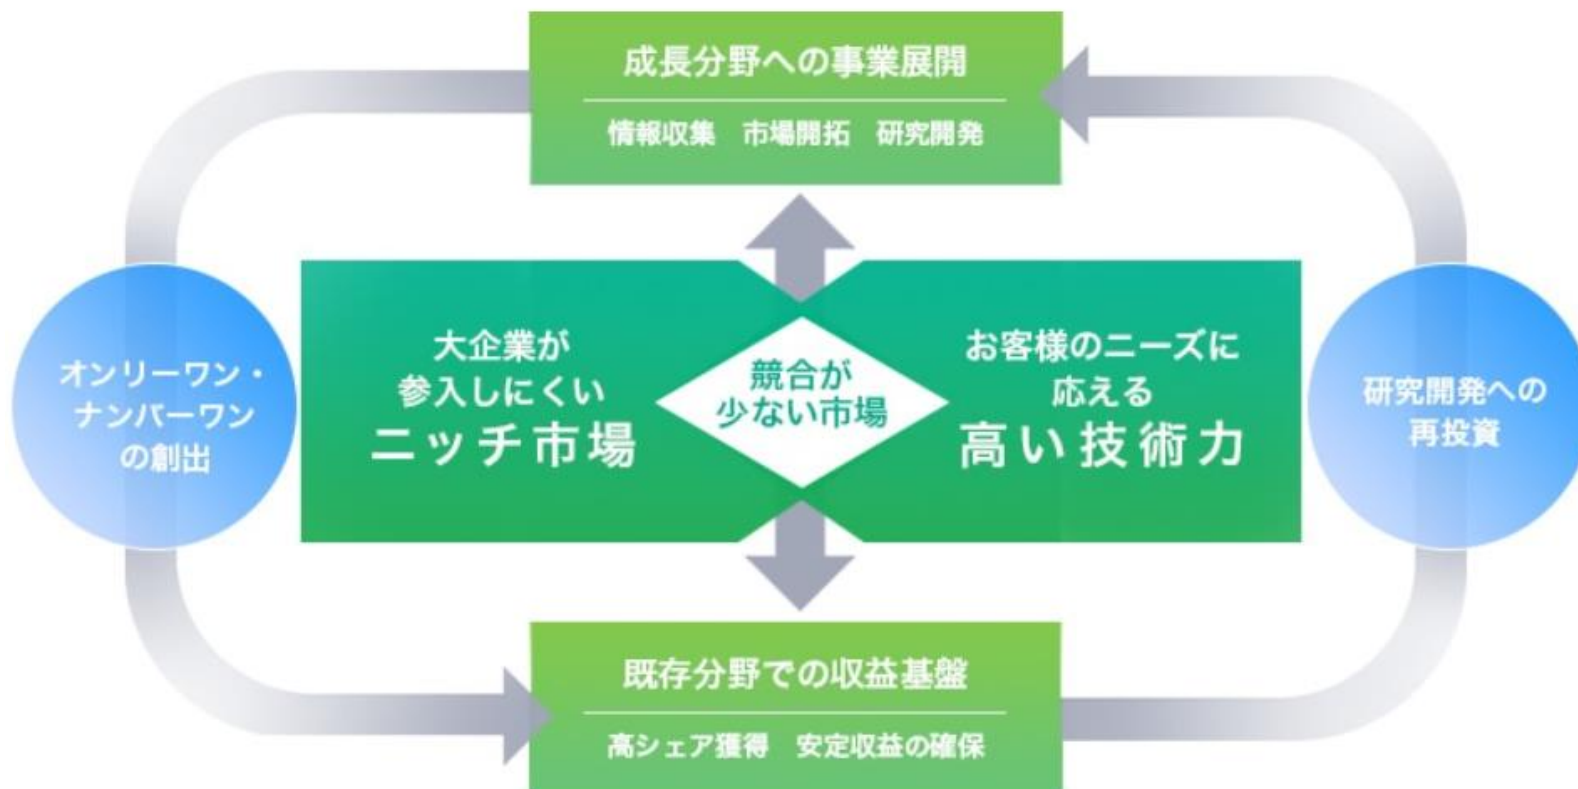 成長分野への事業展開
情報収集 市場開拓 研究開発
オンリーワン・
ナンバーワン
の創出
大企業が
参入しにくい
ニッチ市場
競合が
少ない市場
お客様のニーズに
応える
高い技術力
研究開発への
再投資
既存分野での収益基盤
高シェア獲得 安定収益の確保